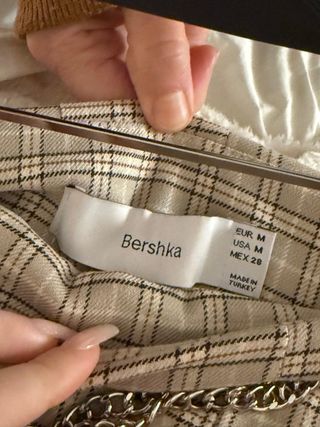 Bershka
EUR M
USA M
MEX 28
MADE IN
TURKEY